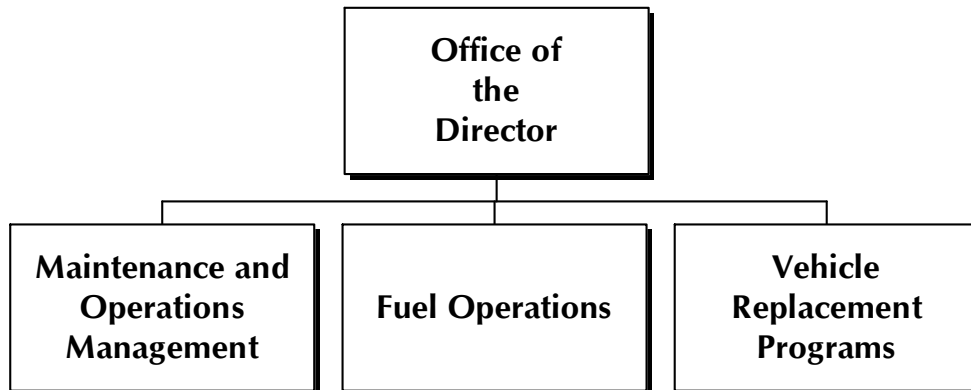 Office of
the
Director
Maintenance and
Operations
Management
Fuel Operations
Vehicle
Replacement
Programs